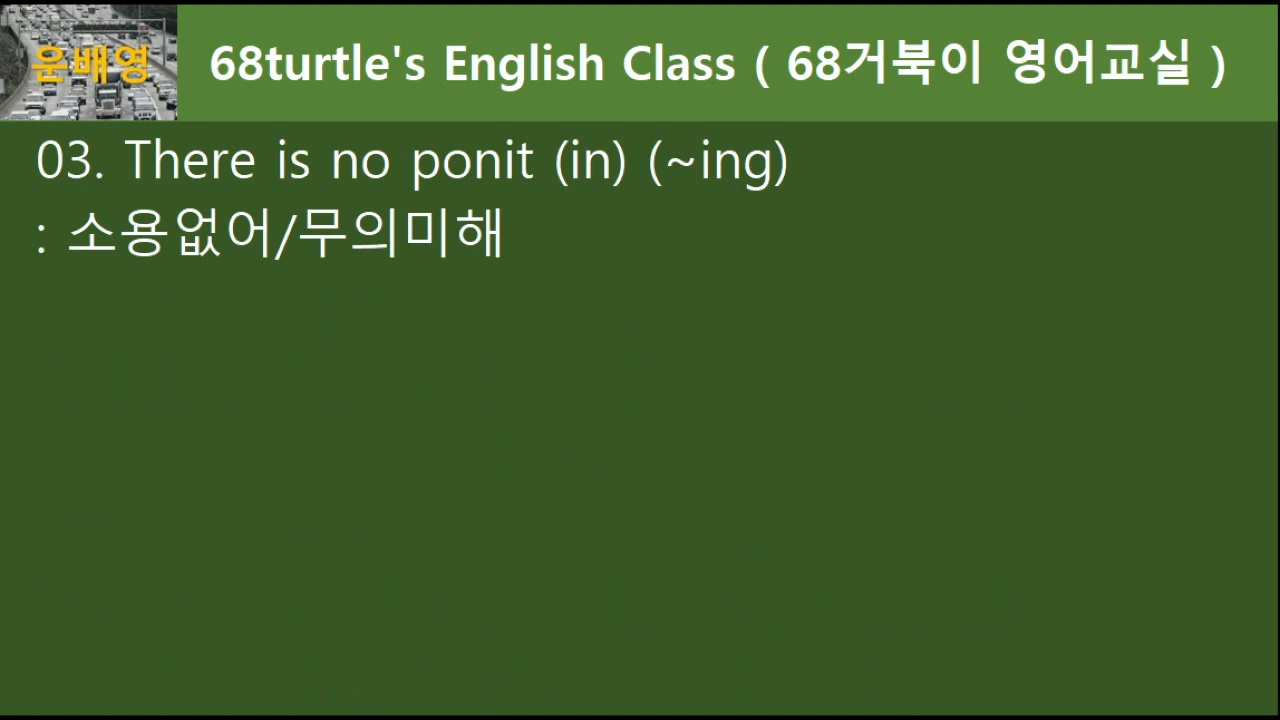 운배영
68turtle's English Class ( 68거북이 영어교실 )
03. There is no ponit (in) (~ing)
: 소용없어/무의미해